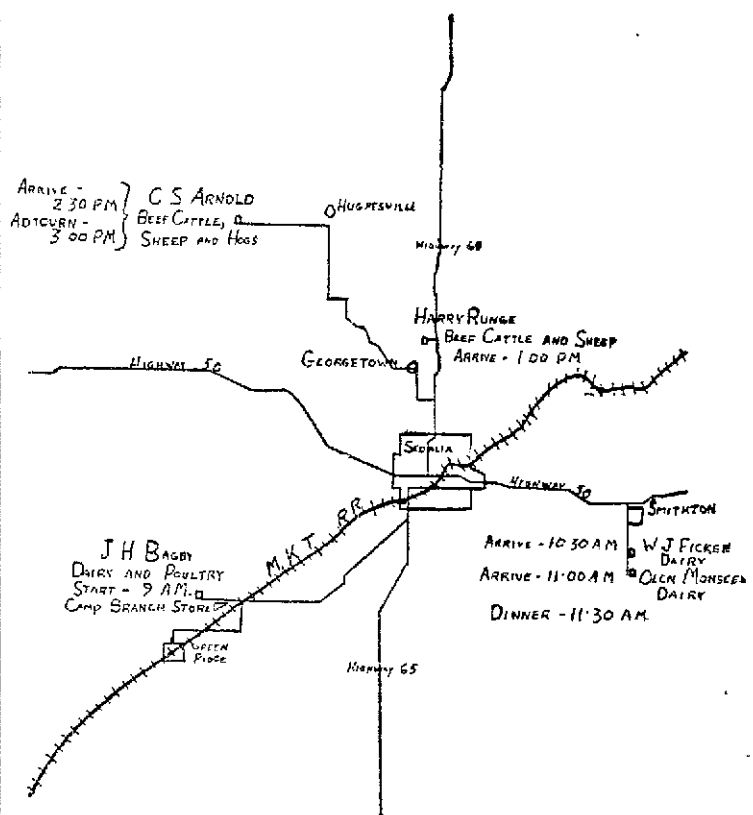 ARRIVE -
2 30 PM
ADJOURN -
3 00 PM
C S ARNOLD
BEEF CATTLE,
SHEEP AND HOGS
HUGHESVILLE
HIGHWAY 65
HARRY RUNGE
BEEF CATTLE AND SHEEP
ARRIVE - 1 00 PM
GEORGETOWN
HIGHWAY 50
SEDALIA
HIGHWAY 50
SMITHTON
M.K.T. RR
ARRIVE - 10 30 AM
W J FICKEN
DAIRY
ARRIVE - 11:00 AM
OLEN MONSEES
DAIRY
DINNER - 11:30 AM
J H BAGBY
DAIRY AND POULTRY
START - 9 A.M.
CAMP BRANCH STORE
GREEN
RIDGE
HIGHWAY 65